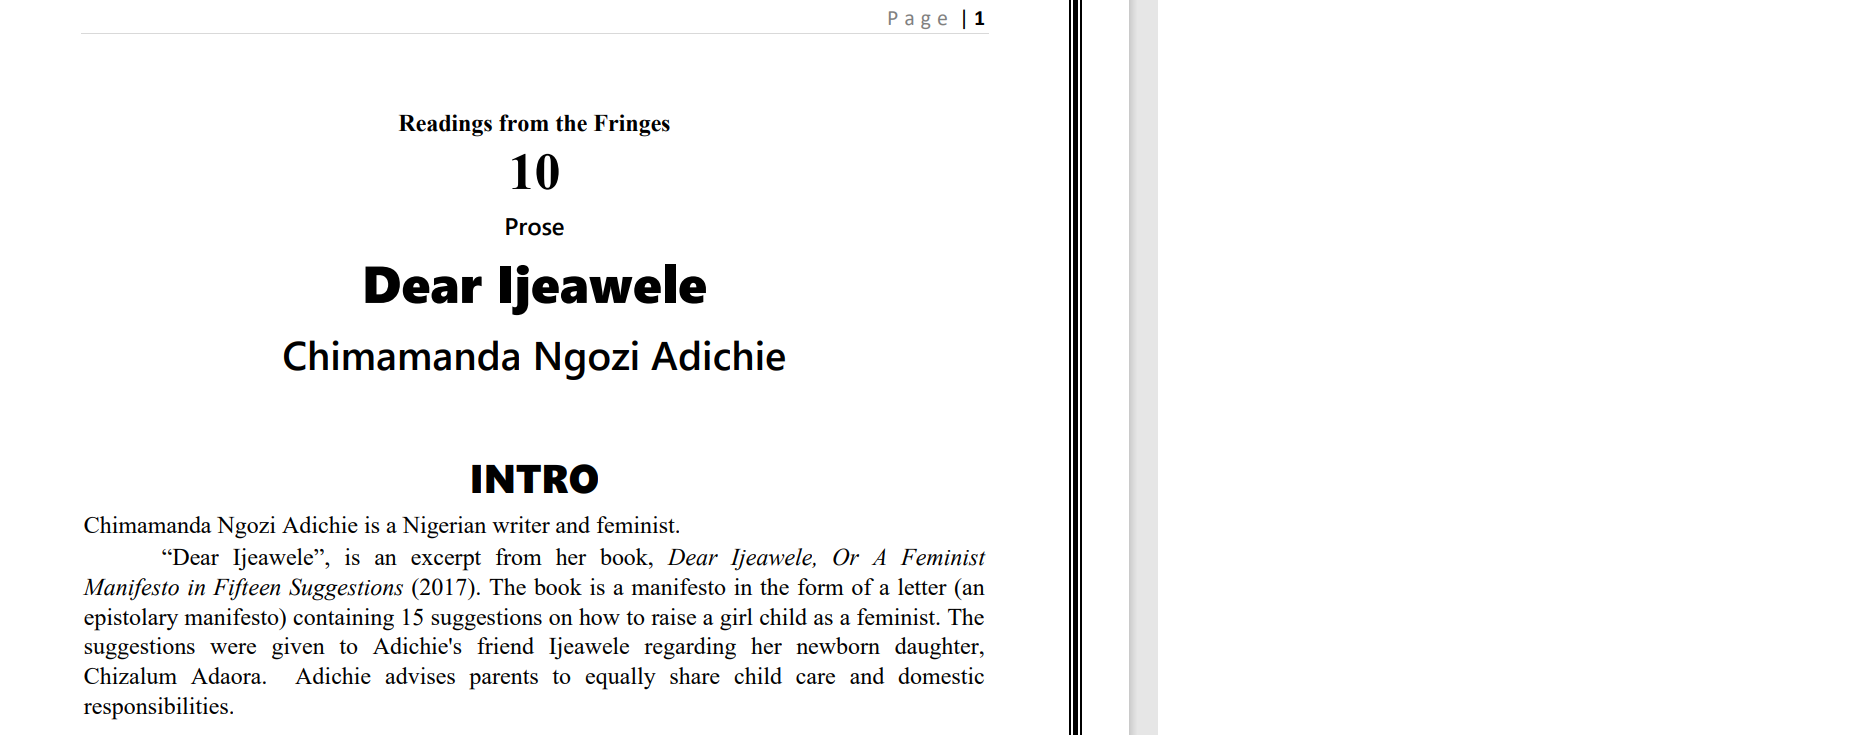 Page | 1
Readings from the Fringes
10
Prose
Dear Ijeawele
Chimamanda Ngozi Adichie
INTRO
Chimamanda Ngozi Adichie is a Nigerian writer and feminist.
“Dear Ijeawele”, is an excerpt from her book, Dear Ijeawele, Or A Feminist
Manifesto in Fifteen Suggestions (2017). The book is a manifesto in the form of a letter (an
epistolary manifesto) containing 15 suggestions on how to raise a girl child as a feminist. The
suggestions were given to Adichie's friend Ijeawele regarding her newborn daughter,
Chizalum Adaora. Adichie advises parents to equally share child care and domestic
responsibilities.